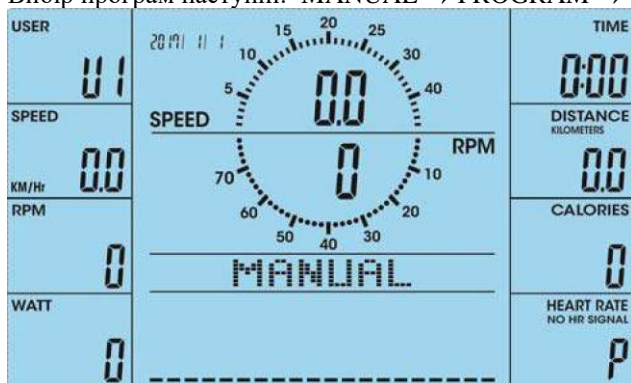 Вибір програм наступні: MANUAL → PROGRAM →
USER
U1
SPEED
KM/Hr 0.0
RPM
0
WATT
0
15 20 25
10 30
5 40
0.0
SPEED
RPM
0
70 10
60 20
50 40 30
MANUAL
TIME
0:00
DISTANCE
KILOMETERS
0.0
CALORIES
0
HEART RATE
NO HR SIGNAL
P